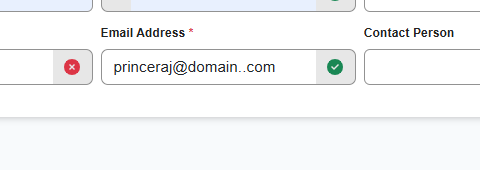 Email Address *
Contact Person
princeraj@domain..com